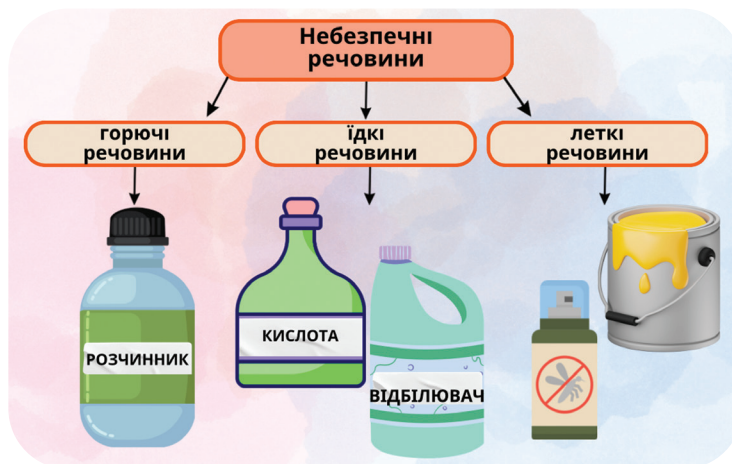 Небезпечні
речовини
горючі
речовини
їдкі
речовини
леткі
речовини
РОЗЧИННИК
КИСЛОТА
ВІДБІЛЮВАЧ